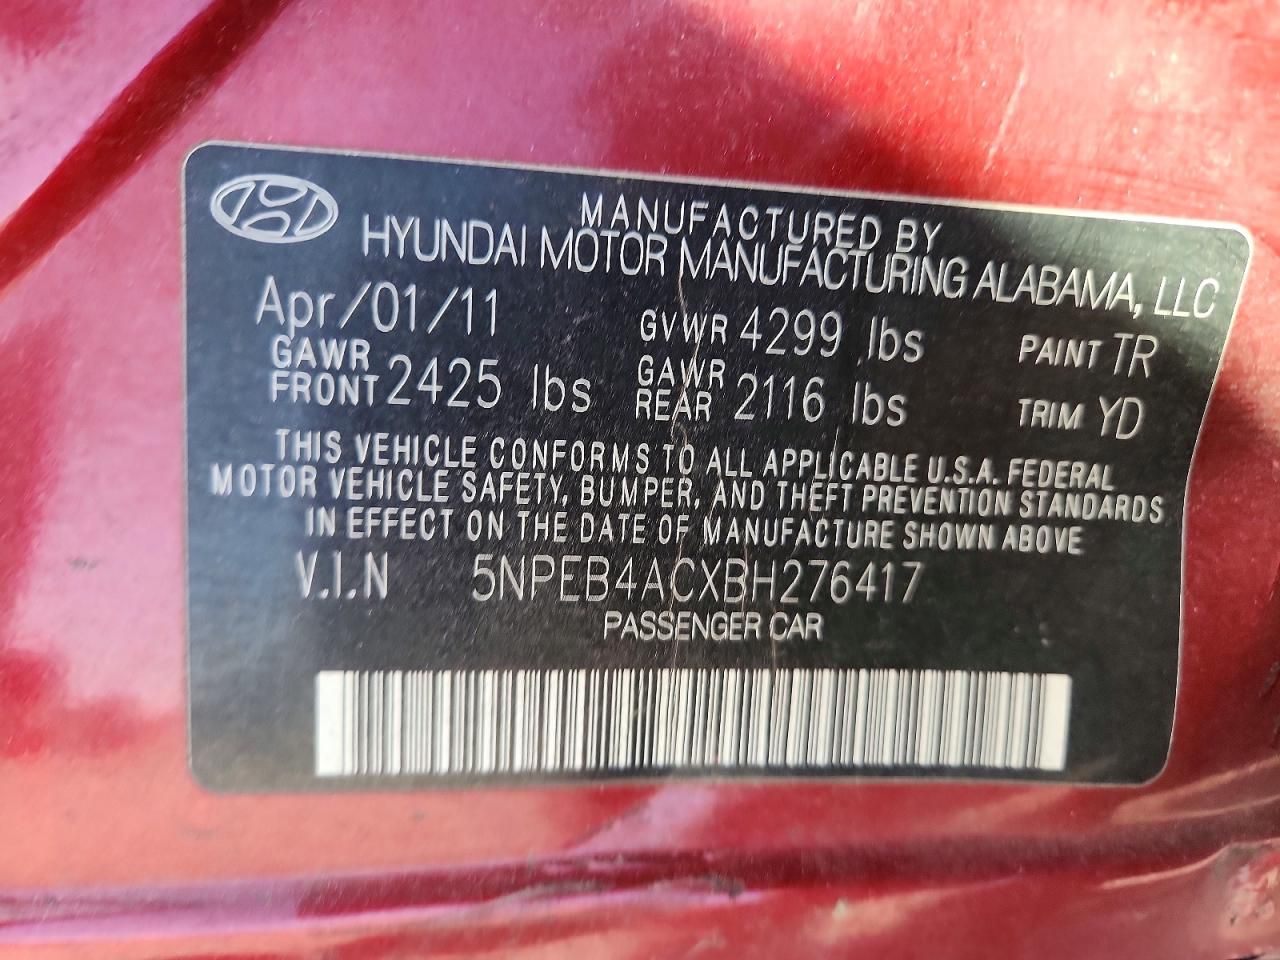 MANUFACTURED BY
HYUNDAI MOTOR MANUFACTURING ALABAMA, LLC
Apr/01/11 GVWR 4299 lbs PAINT TR
GAWR FRONT 2425 lbs GAWR REAR 2116 lbs TRIM YD
THIS VEHICLE CONFORMS TO ALL APPLICABLE U.S.A. FEDERAL
MOTOR VEHICLE SAFETY, BUMPER, AND THEFT PREVENTION STANDARDS
IN EFFECT ON THE DATE OF MANUFACTURE SHOWN ABOVE
V.I.N 5NPEB4ACXBH276417
PASSENGER CAR